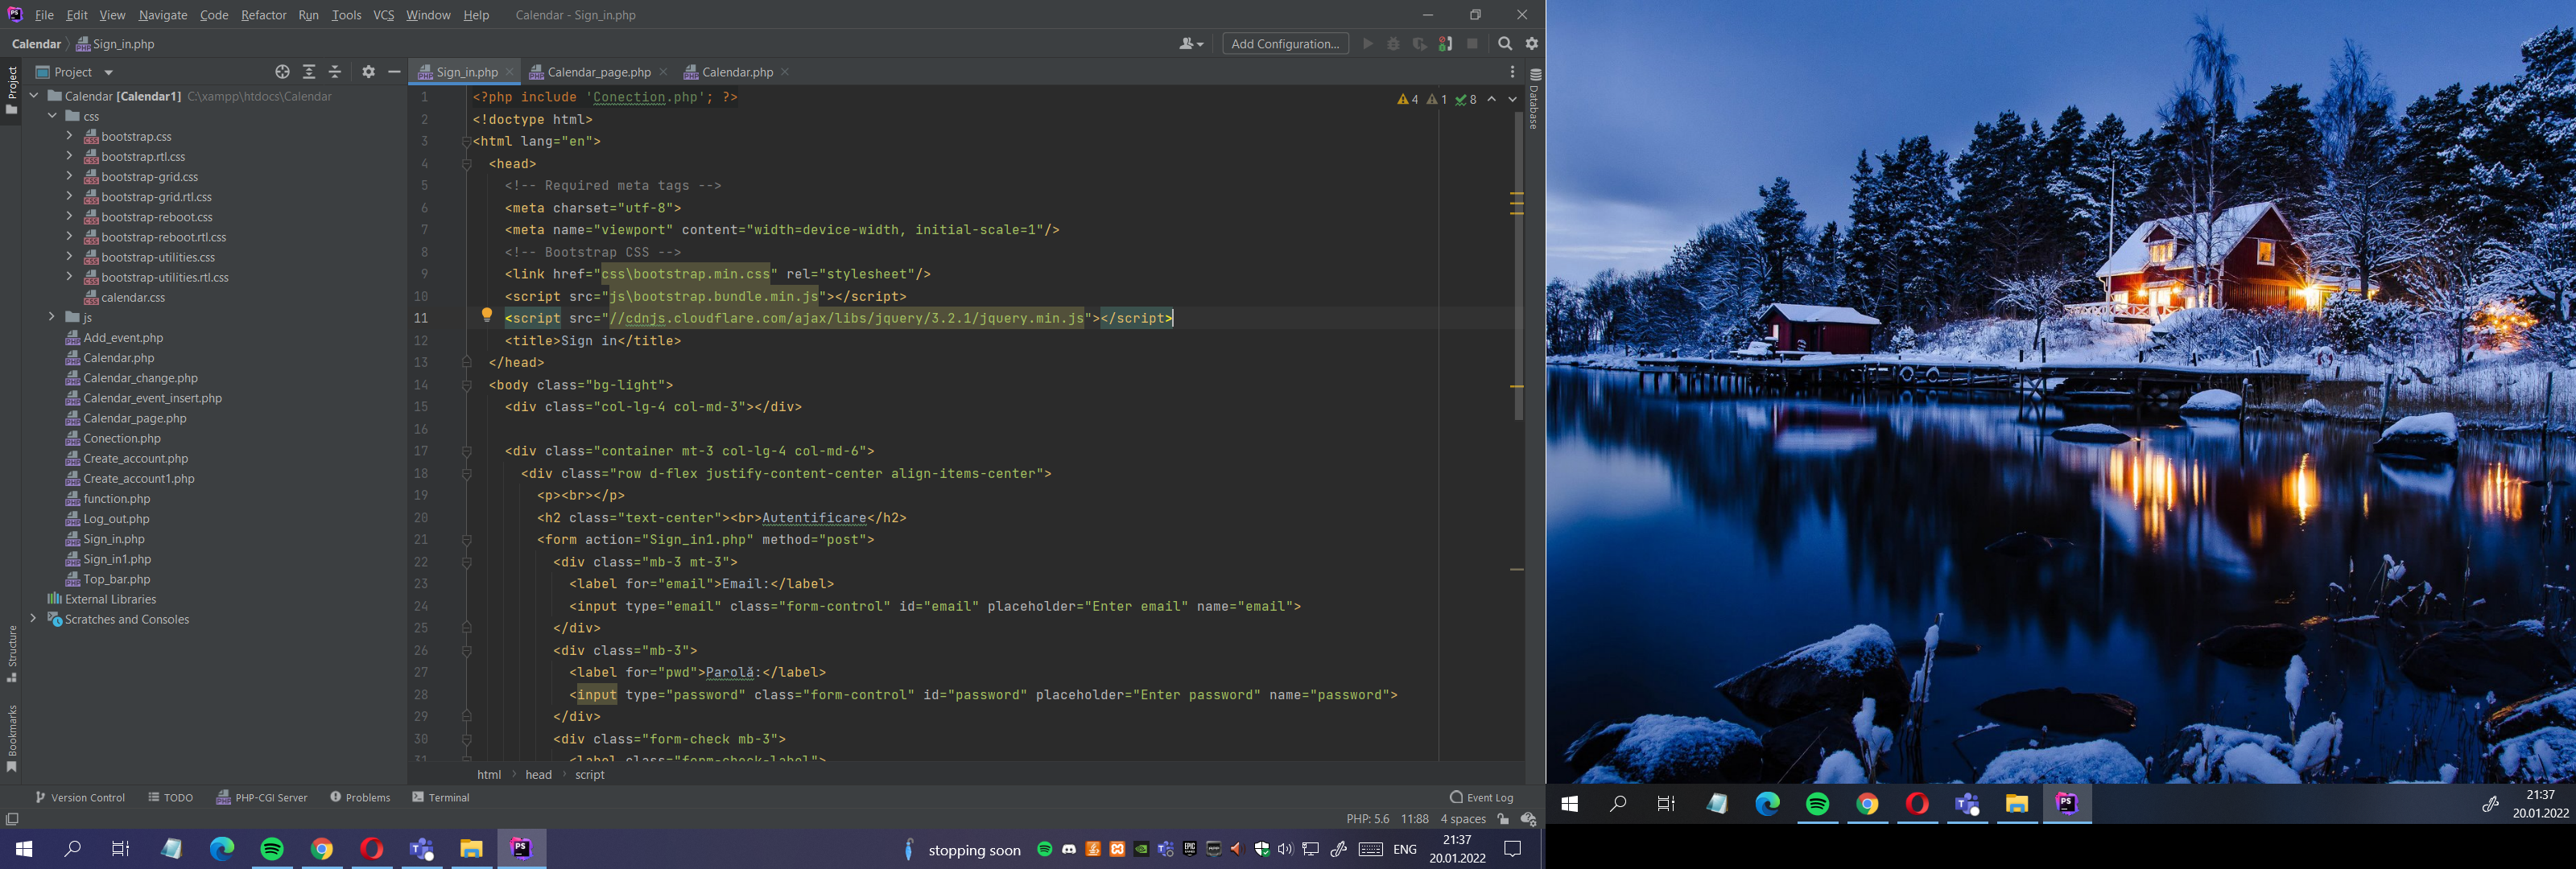 File Edit View Navigate Code Refactor Run Tools VCS Window Help Calendar - Sign_in.php
Calendar Sign_in.php Add Configuration...
Project
Project
Sign_in.php Calendar_page.php Calendar.php
Database
Calendar [Calendar1] C:\xampp\htdocs\Calendar
css
bootstrap.css
bootstrap.rtl.css
bootstrap-grid.css
bootstrap-grid.rtl.css
bootstrap-reboot.css
bootstrap-reboot.rtl.css
bootstrap-utilities.css
bootstrap-utilities.rtl.css
calendar.css
js
Add_event.php
Calendar.php
Calendar_change.php
Calendar_event_insert.php
Calendar_page.php
Conection.php
Create_account.php
Create_account1.php
function.php
Log_out.php
Sign_in.php
Sign_in1.php
Top_bar.php
External Libraries
Scratches and Consoles
Structure
Bookmarks
4 1 8
1 <?php include 'Conection.php'; ?>
2 <!doctype html>
3 <html lang="en">
4 <head>
5 <!-- Required meta tags -->
6 <meta charset="utf-8">
7 <meta name="viewport" content="width=device-width, initial-scale=1"/>
8 <!-- Bootstrap CSS -->
9 <link href="css\bootstrap.min.css" rel="stylesheet"/>
10 <script src="js\bootstrap.bundle.min.js"></script>
11 <script src="//cdnjs.cloudflare.com/ajax/libs/jquery/3.2.1/jquery.min.js"></script>
12 <title>Sign in</title>
13 </head>
14 <body class="bg-light">
15 <div class="col-lg-4 col-md-3"></div>
16
17 <div class="container mt-3 col-lg-4 col-md-6">
18 <div class="row d-flex justify-content-center align-items-center">
19 <p><br></p>
20 <h2 class="text-center"><br>Autentificare</h2>
21 <form action="Sign_in1.php" method="post">
22 <div class="mb-3 mt-3">
23 <label for="email">Email:</label>
24 <input type="email" class="form-control" id="email" placeholder="Enter email" name="email">
25 </div>
26 <div class="mb-3">
27 <label for="pwd">Parolă:</label>
28 <input type="password" class="form-control" id="password" placeholder="Enter password" name="password">
29 </div>
30 <div class="form-check mb-3">
31 <label class="form-check-label">
html head script
Version Control TODO PHP-CGI Server Problems Terminal Event Log
PHP: 5.6 11:88 4 spaces
stopping soon ENG 21:37
20.01.2022
21:37
20.01.2022